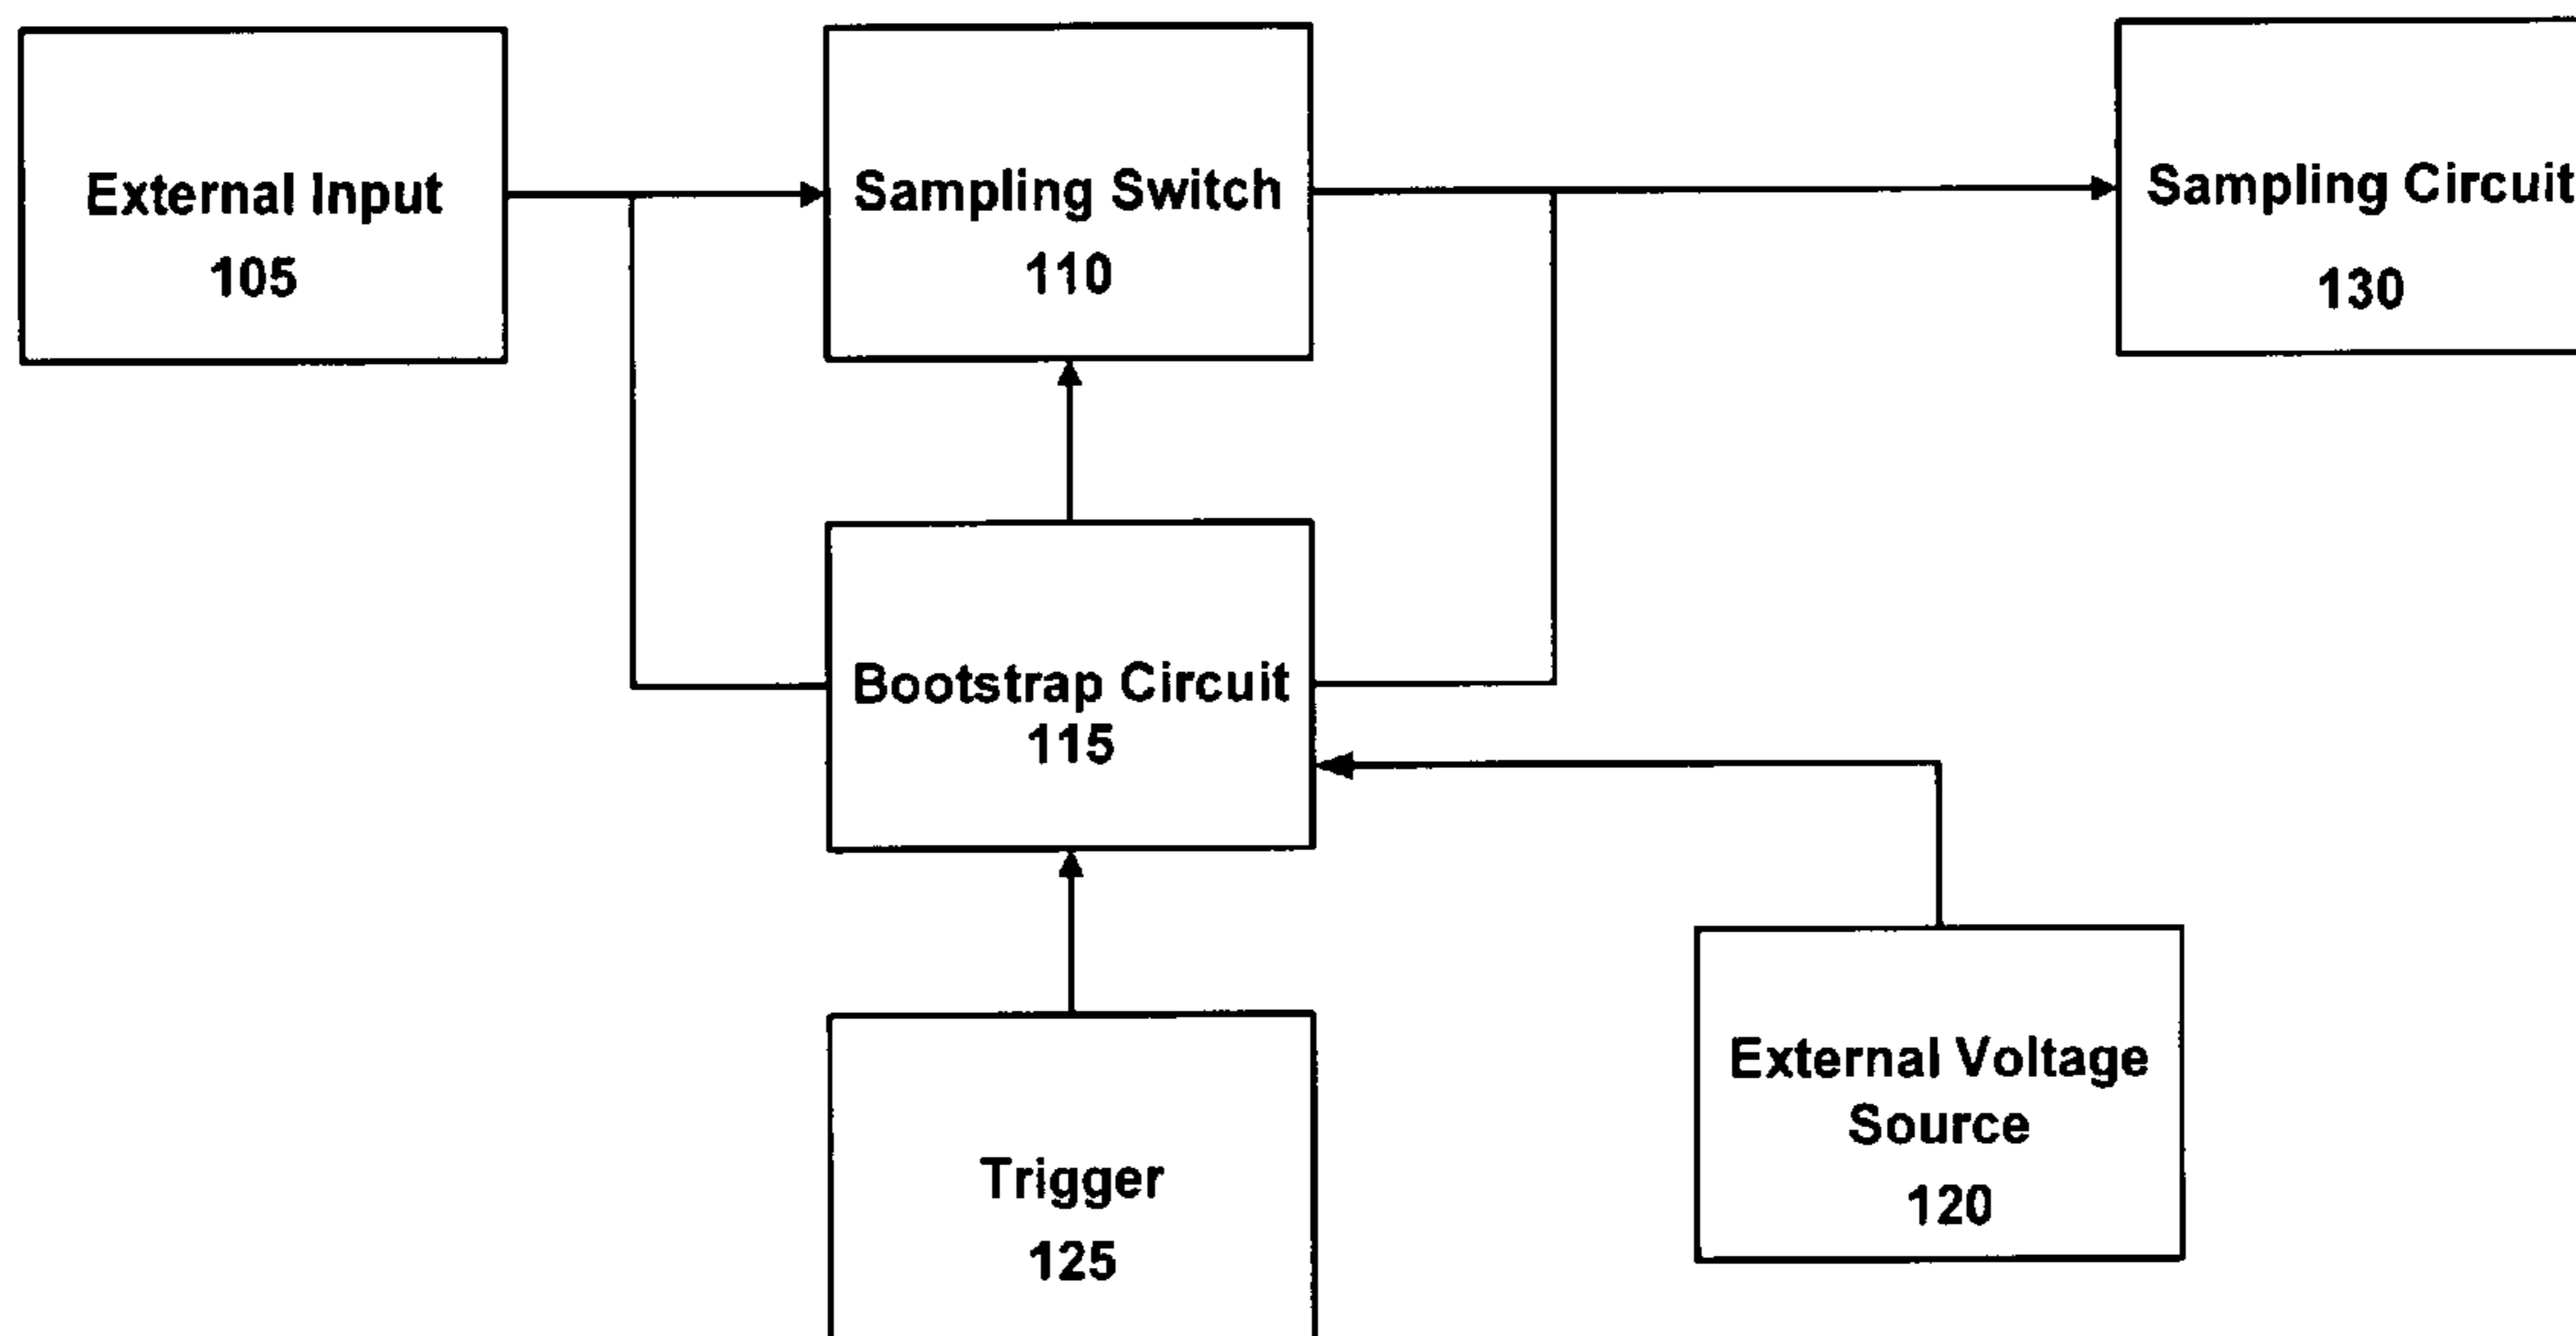 External Input
105
Sampling Switch
110
Sampling Circuit
130
Bootstrap Circuit
115
External Voltage
Source
120
Trigger
125